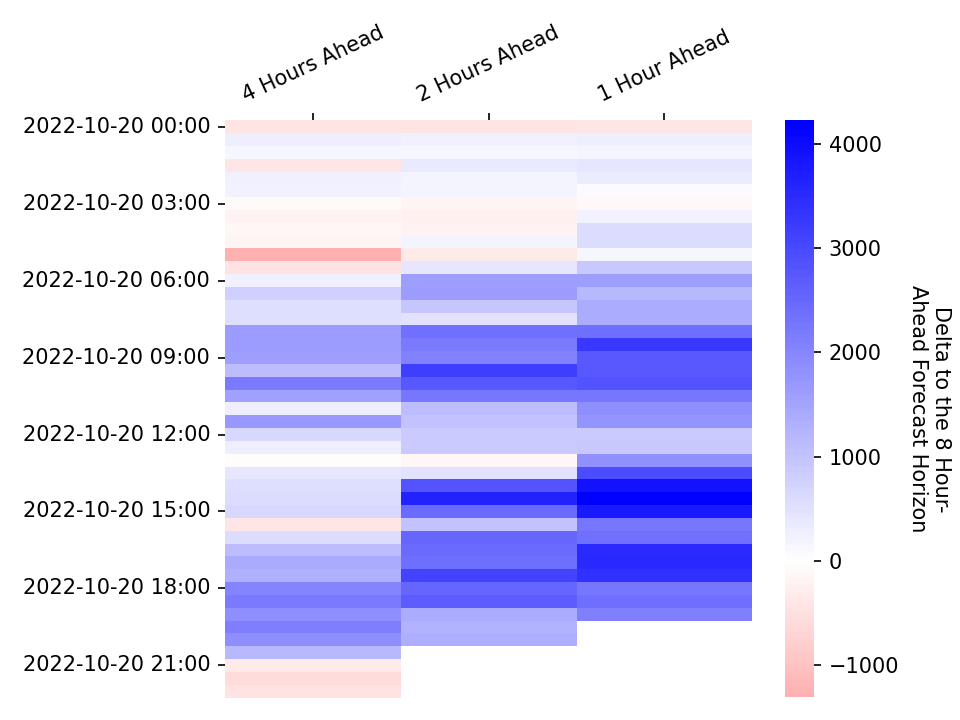 4 Hours Ahead
2 Hours Ahead
1 Hour Ahead
2022-10-20 00:00
2022-10-20 03:00
2022-10-20 06:00
2022-10-20 09:00
2022-10-20 12:00
2022-10-20 15:00
2022-10-20 18:00
2022-10-20 21:00
4000
3000
2000
1000
0
−1000
Delta to the 8 Hour-
Ahead Forecast Horizon